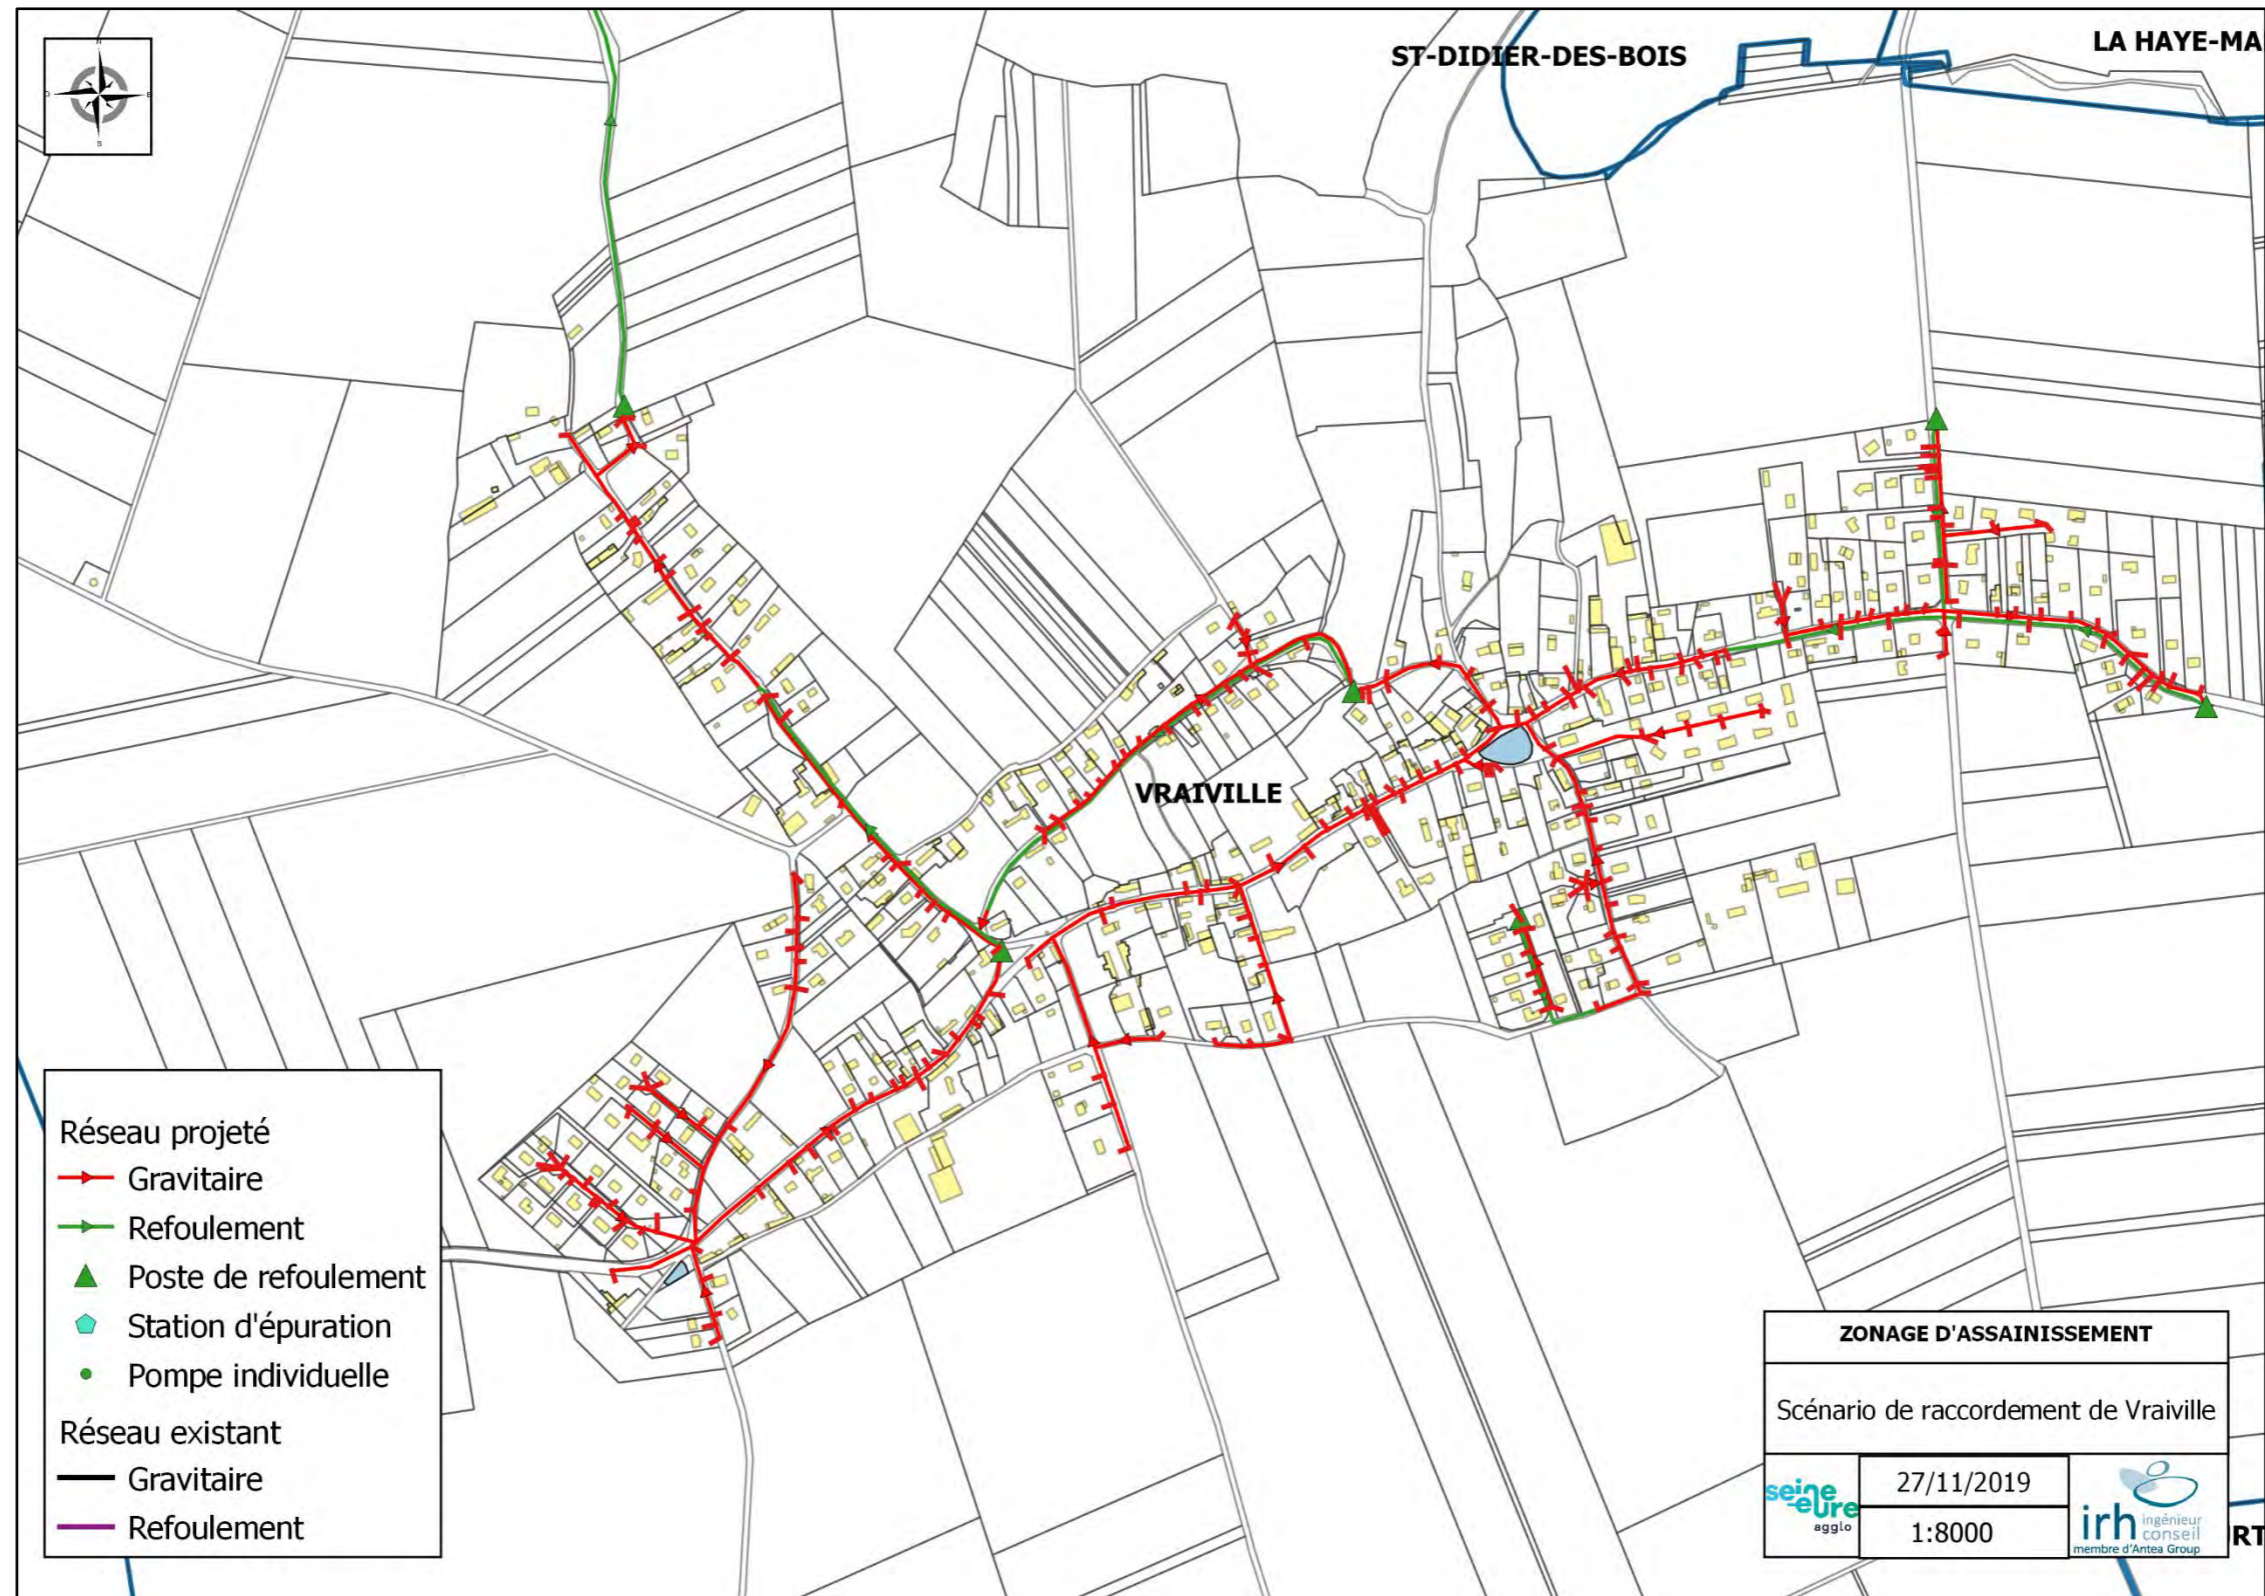 N
O
E
S
ST-DIDIER-DES-BOIS
LA HAYE-MA
VRAIVILLE
Réseau projeté
Gravitaire
Refoulement
Poste de refoulement
Station d'épuration
Pompe individuelle
Réseau existant
Gravitaire
Refoulement
ZONAGE D'ASSAINISSEMENT
Scénario de raccordement de Vraiville
seine
eure
agglo
27/11/2019
1:8000
irh ingénieur
conseil
membre d'Antea Group
RT